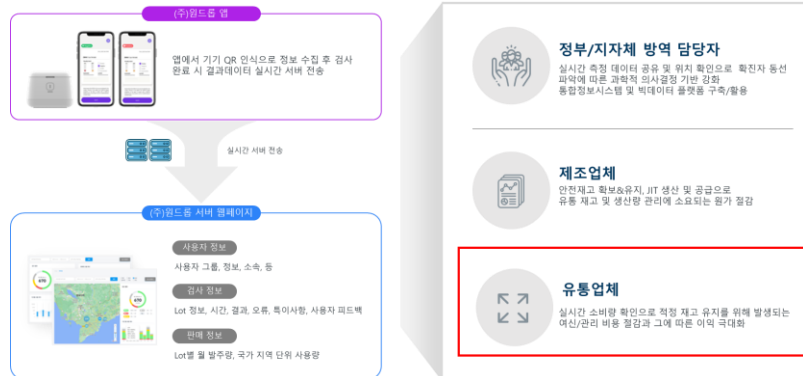 (주)원드롭 앱
앱에서 기기 QR 인식으로 정보 수집 후 검사
완료 시 결과데이터 실시간 서버 전송
실시간 서버 전송
(주)원드롭 서버 웹페이지
사용자 정보
사용자 그룹, 정보, 소속, 등
검사 정보
Lot 정보, 시간, 결과, 오류, 특이사항, 사용자 피드백
판매 정보
Lot별 월 발주량, 국가 지역 단위 사용량
정부/지자체 방역 담당자
실시간 측정 데이터 공유 및 위치 확인으로 확진자 동선
파악에 따른 과학적 의사결정 기반 강화
통합정보시스템 및 빅데이터 플랫폼 구축/활용
제조업체
안전재고 확보&유지, JIT 생산 및 공급으로
유통 재고 및 생산량 관리에 소요되는 원가 절감
유통업체
실시간 소비량 확인으로 적정 재고 유지를 위해 발생되는
여신/관리 비용 절감과 그에 따른 이익 극대화